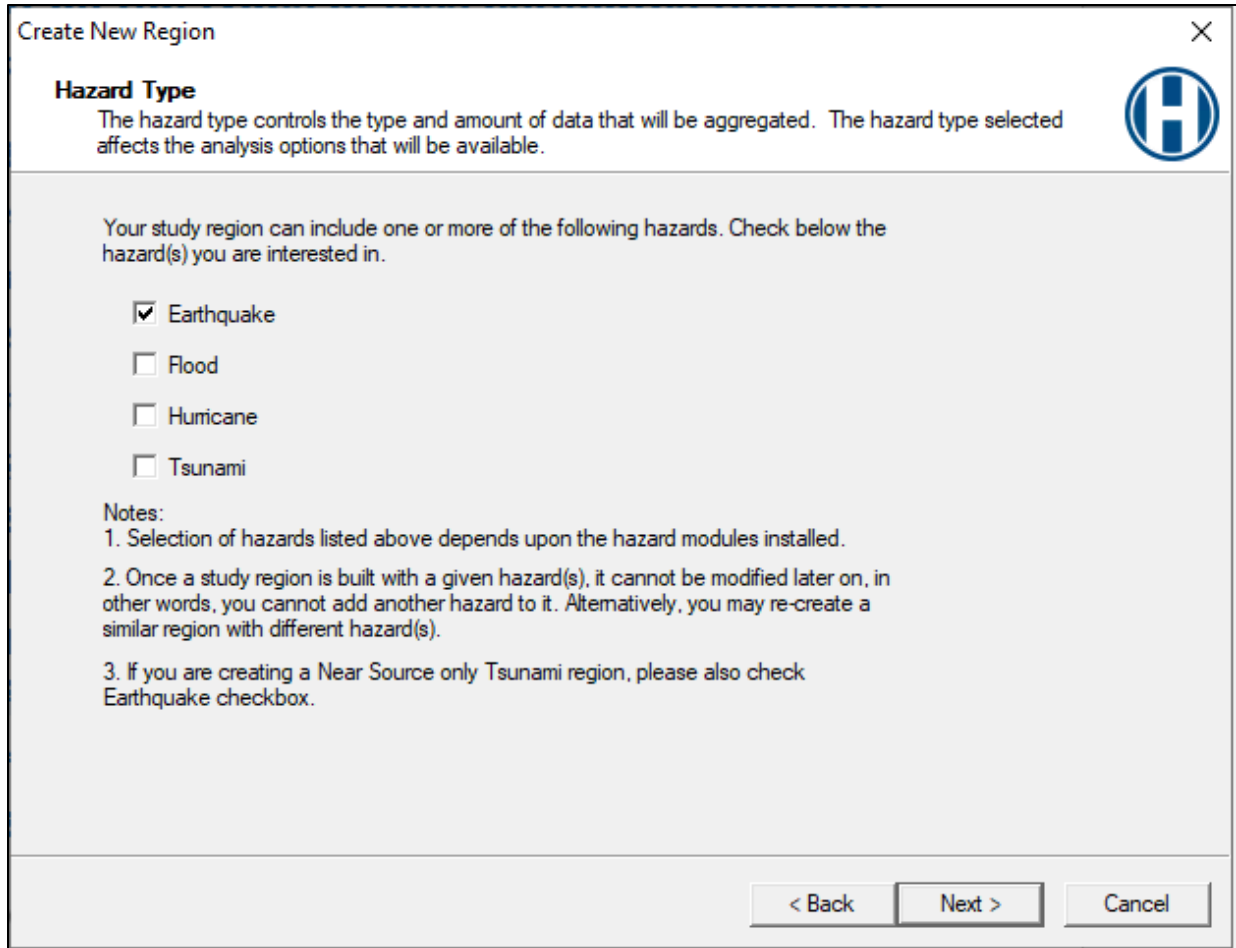 Create New Region
Hazard Type
The hazard type controls the type and amount of data that will be aggregated. The hazard type selected
affects the analysis options that will be available.
Your study region can include one or more of the following hazards. Check below the
hazard(s) you are interested in.
Earthquake
Flood
Hurricane
Tsunami
Notes:
1. Selection of hazards listed above depends upon the hazard modules installed.
2. Once a study region is built with a given hazard(s), it cannot be modified later on, in
other words, you cannot add another hazard to it. Alternatively, you may re-create a
similar region with different hazard(s).
3. If you are creating a Near Source only Tsunami region, please also check
Earthquake checkbox.
< Back Next > Cancel